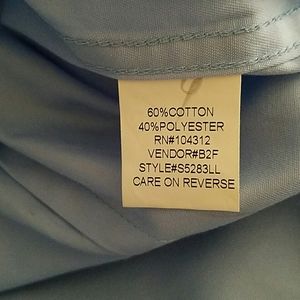 60%COTTON
40%POLYESTER
RN#104312
VENDOR#B2F
STYLE#S5283LL
CARE ON REVERSE